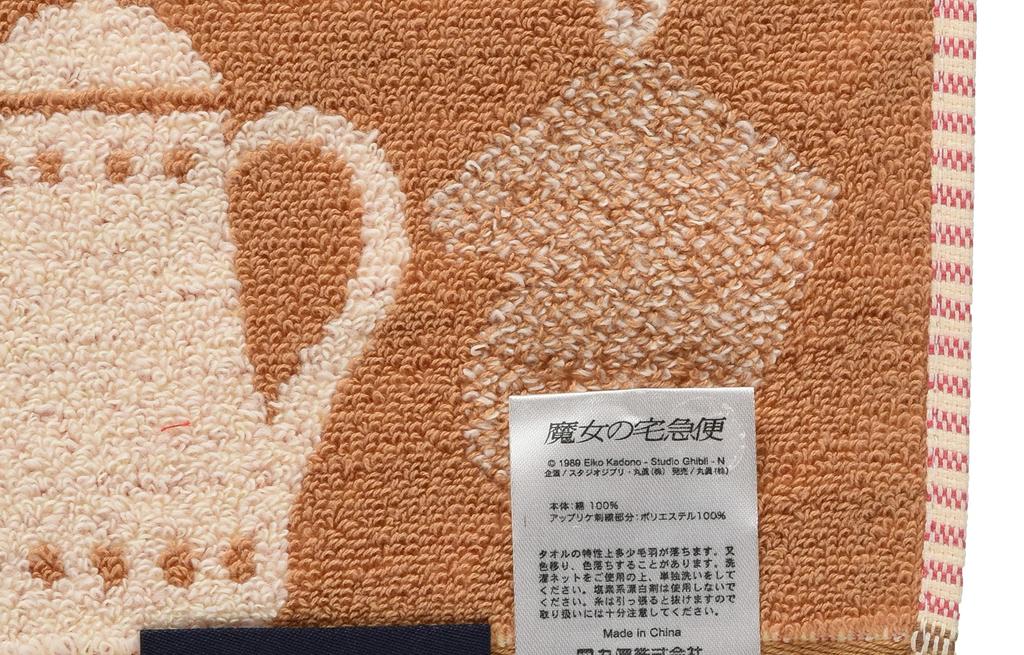 魔女の宅急便
© 1989 Eiko Kadono - Studio Ghibli - N
企画/スタジオジブリ・丸眞(株) 発売/丸眞(株)
本体:綿 100%
アップリケ刺繍部分:ポリエステル100%
タオルの特性上多少毛羽が落ちます。又
色移り、色落ちすることがあります。洗
濯ネットをご使用の上、単独洗いをして
ください。塩素系漂白剤は使用しないで
ください。糸は引っ張ると抜けますので
取り扱いには十分注意してください。
Made in China
丸眞株式会社